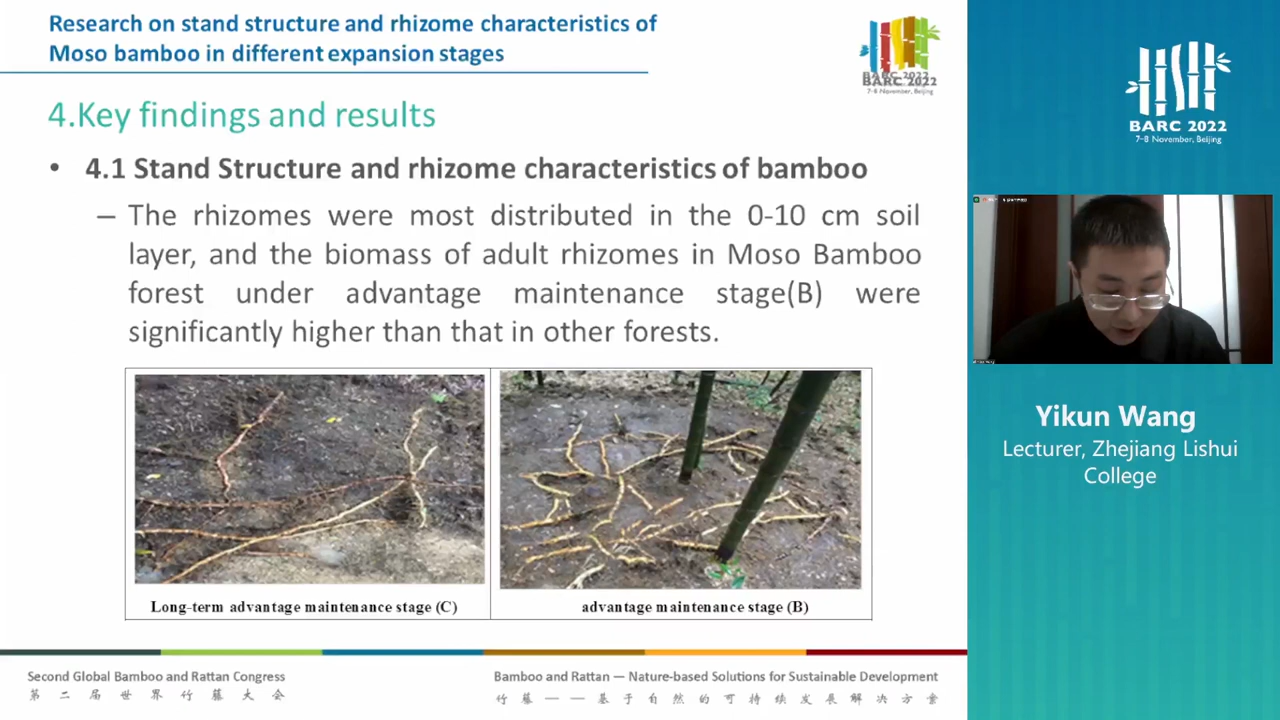 Research on stand structure and rhizome characteristics of
Moso bamboo in different expansion stages
BARC 2022
7-8 November, Beijing
4.Key findings and results
• 4.1 Stand Structure and rhizome characteristics of bamboo
– The rhizomes were most distributed in the 0-10 cm soil
layer, and the biomass of adult rhizomes in Moso Bamboo
forest under advantage maintenance stage(B) were
significantly higher than that in other forests.
Long-term advantage maintenance stage (C)
advantage maintenance stage (B)
Second Global Bamboo and Rattan Congress
第二届世界竹藤大会
Bamboo and Rattan — Nature-based Solutions for Sustainable Development
竹藤——基于自然的可持续发展解决方案
BARC 2022
7-8 November, Beijing
Yikun Wang
Lecturer, Zhejiang Lishui
College